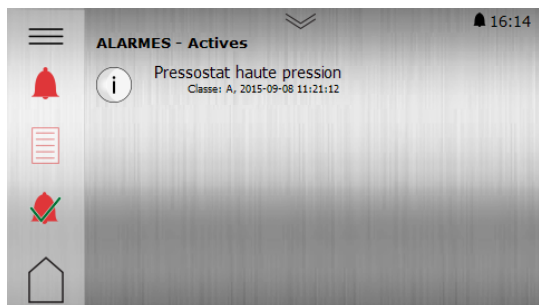 16:14
ALARMES - Actives
i
Pressostat haute pression
Classe: A, 2015-09-08 11:21:12